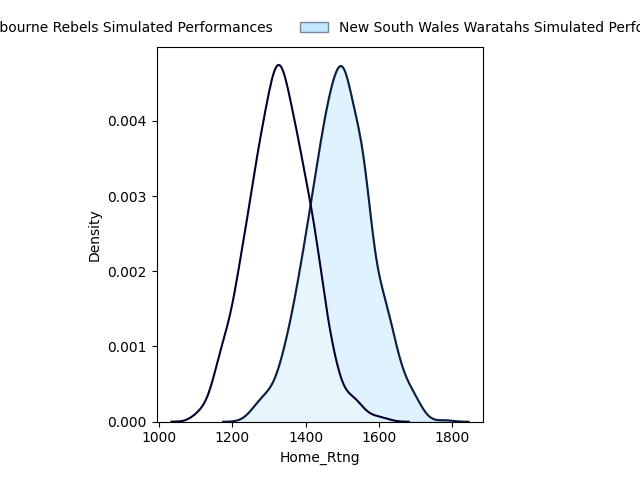 bourne Rebels Simulated Performances
New South Wales Waratahs Simulated Perfo
0.004
0.003
0.002
0.001
0.000
Density
1000 1200 1400 1600 1800
Home_Rtng